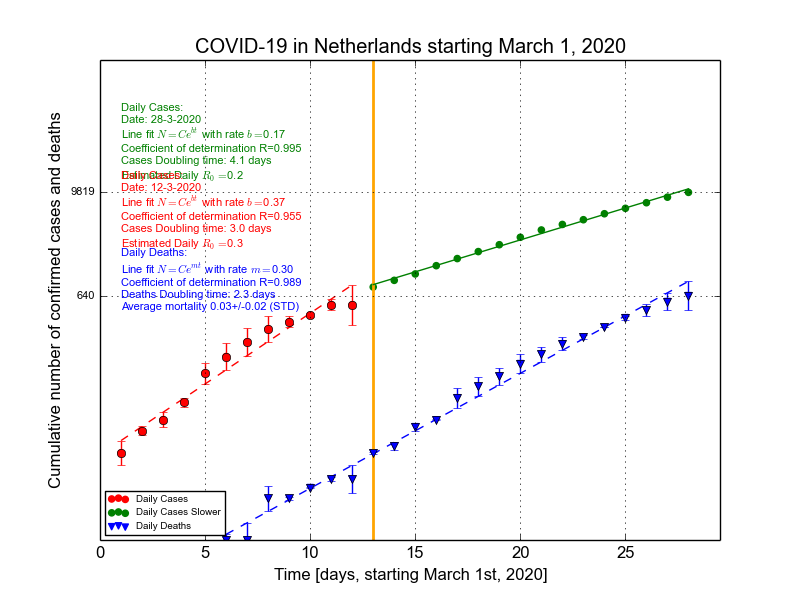 COVID-19 in Netherlands starting March 1, 2020
Cumulative number of confirmed cases and deaths
Daily Cases:
Date: 28-3-2020
Line fit N = Ce^{bt} with rate b = 0.17
Coefficient of determination R=0.995
Cases Doubling time: 4.1 days
Estimated Daily R_0 = 0.2
Daily Cases:
Date: 12-3-2020
Line fit N = Ce^{bt} with rate b = 0.37
Coefficient of determination R=0.955
Cases Doubling time: 3.0 days
Estimated Daily R_0 = 0.3
Daily Deaths:
Line fit N = Ce^{mt} with rate m = 0.30
Coefficient of determination R=0.989
Deaths Doubling time: 2.3 days
Average mortality 0.03+/-0.02 (STD)
9819
640
Daily Cases
Daily Cases Slower
Daily Deaths
0 5 10 15 20 25
Time [days, starting March 1st, 2020]